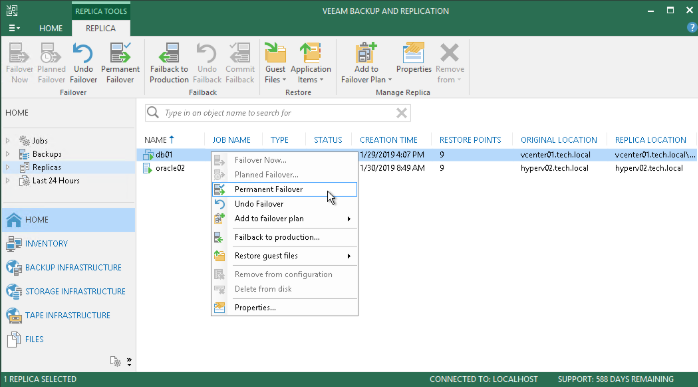 REPLICA TOOLS
VEEAM BACKUP AND REPLICATION
HOME
REPLICA
?
Failover Now
Planned Failover
Undo Failover
Permanent Failover
Failback to Production
Undo Failback
Commit Failback
Guest Files
Application Items
Add to Failover Plan
Properties
Remove from
Failover
Failback
Restore
Manage Replica
HOME
Type in an object name to search for
Jobs
Backups
Replicas
Last 24 Hours
NAME
JOB NAME
TYPE
STATUS
CREATION TIME
RESTORE POINTS
ORIGINAL LOCATION
REPLICA LOCATION
db01
1/29/2019 4:07 PM
9
vcenter01.tech.local
vcenter01.tech.local\...
oracle02
1/30/2019 8:49 AM
9
hyperv02.tech.local
hyperv02.tech.local
Failover Now...
Planned Failover...
Permanent Failover
Undo Failover
Add to failover plan
Failback to production...
Restore guest files
Remove from configuration
Delete from disk
Properties...
HOME
INVENTORY
BACKUP INFRASTRUCTURE
STORAGE INFRASTRUCTURE
TAPE INFRASTRUCTURE
FILES
1 REPLICA SELECTED
CONNECTED TO: LOCALHOST
SUPPORT: 588 DAYS REMAINING